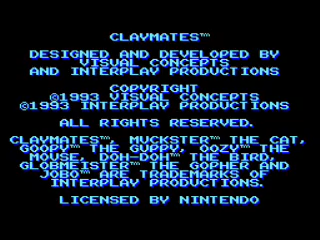 CLAYMATES™
DESIGNED AND DEVELOPED BY
VISUAL CONCEPTS
AND INTERPLAY PRODUCTIONS
COPYRIGHT
©1993 VISUAL CONCEPTS
©1993 INTERPLAY PRODUCTIONS
ALL RIGHTS RESERVED.
CLAYMATES™, MUCKSTER™ THE CAT,
GOOPY™ THE GUPPY, OOZY™ THE
MOUSE, DOH-DOH™ THE BIRD,
GLOBMEISTER™ THE GOPHER AND
JOBO™ ARE TRADEMARKS OF
INTERPLAY PRODUCTIONS.
LICENSED BY NINTENDO